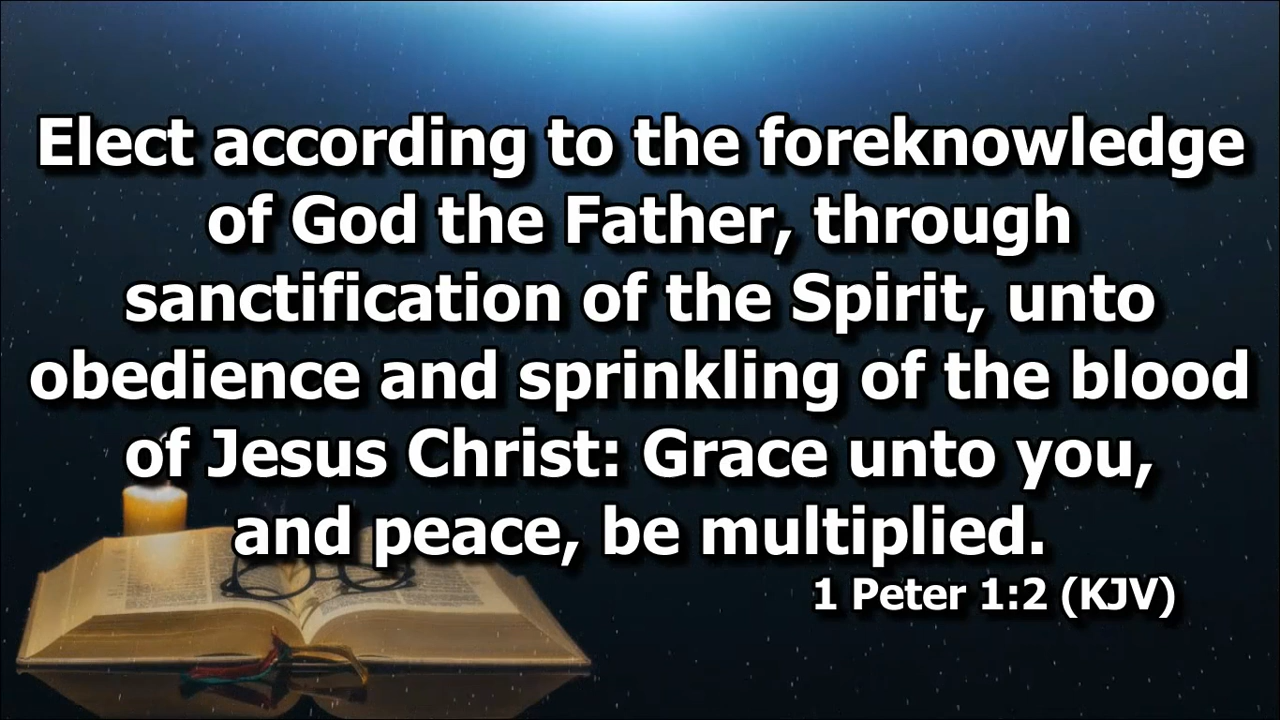 Elect according to the foreknowledge
of God the Father, through
sanctification of the Spirit, unto
obedience and sprinkling of the blood
of Jesus Christ: Grace unto you,
and peace, be multiplied.
1 Peter 1:2 (KJV)